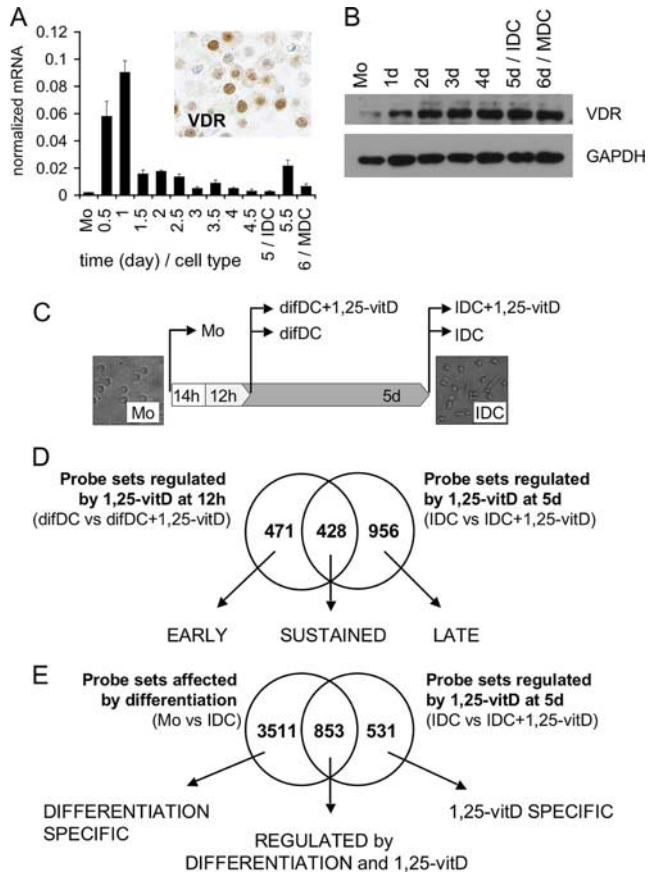 A
normalized mRNA
0.12
0.1
0.08
0.06
0.04
0.02
0
VDR
Mo
0.5
1
1.5
2
2.5
3
3.5
4
4.5
5 / IDC
5.5
6 / MDC
time (day) / cell type
B
Mo
1d
2d
3d
4d
5d / IDC
6d / MDC
VDR
GAPDH
C
difDC+1,25-vitD
IDC+1,25-vitD
Mo
difDC
IDC
Mo
14h
12h
5d
IDC
D
Probe sets regulated
by 1,25-vitD at 12h
(difDC vs difDC+1,25-vitD)
471
428
956
Probe sets regulated
by 1,25-vitD at 5d
(IDC vs IDC+1,25-vitD)
EARLY
SUSTAINED
LATE
E
Probe sets affected
by differentiation
(Mo vs IDC)
3511
853
531
Probe sets regulated
by 1,25-vitD at 5d
(IDC vs IDC+1,25-vitD)
DIFFERENTIATION
SPECIFIC
REGULATED by
DIFFERENTIATION and 1,25-vitD
1,25-vitD SPECIFIC